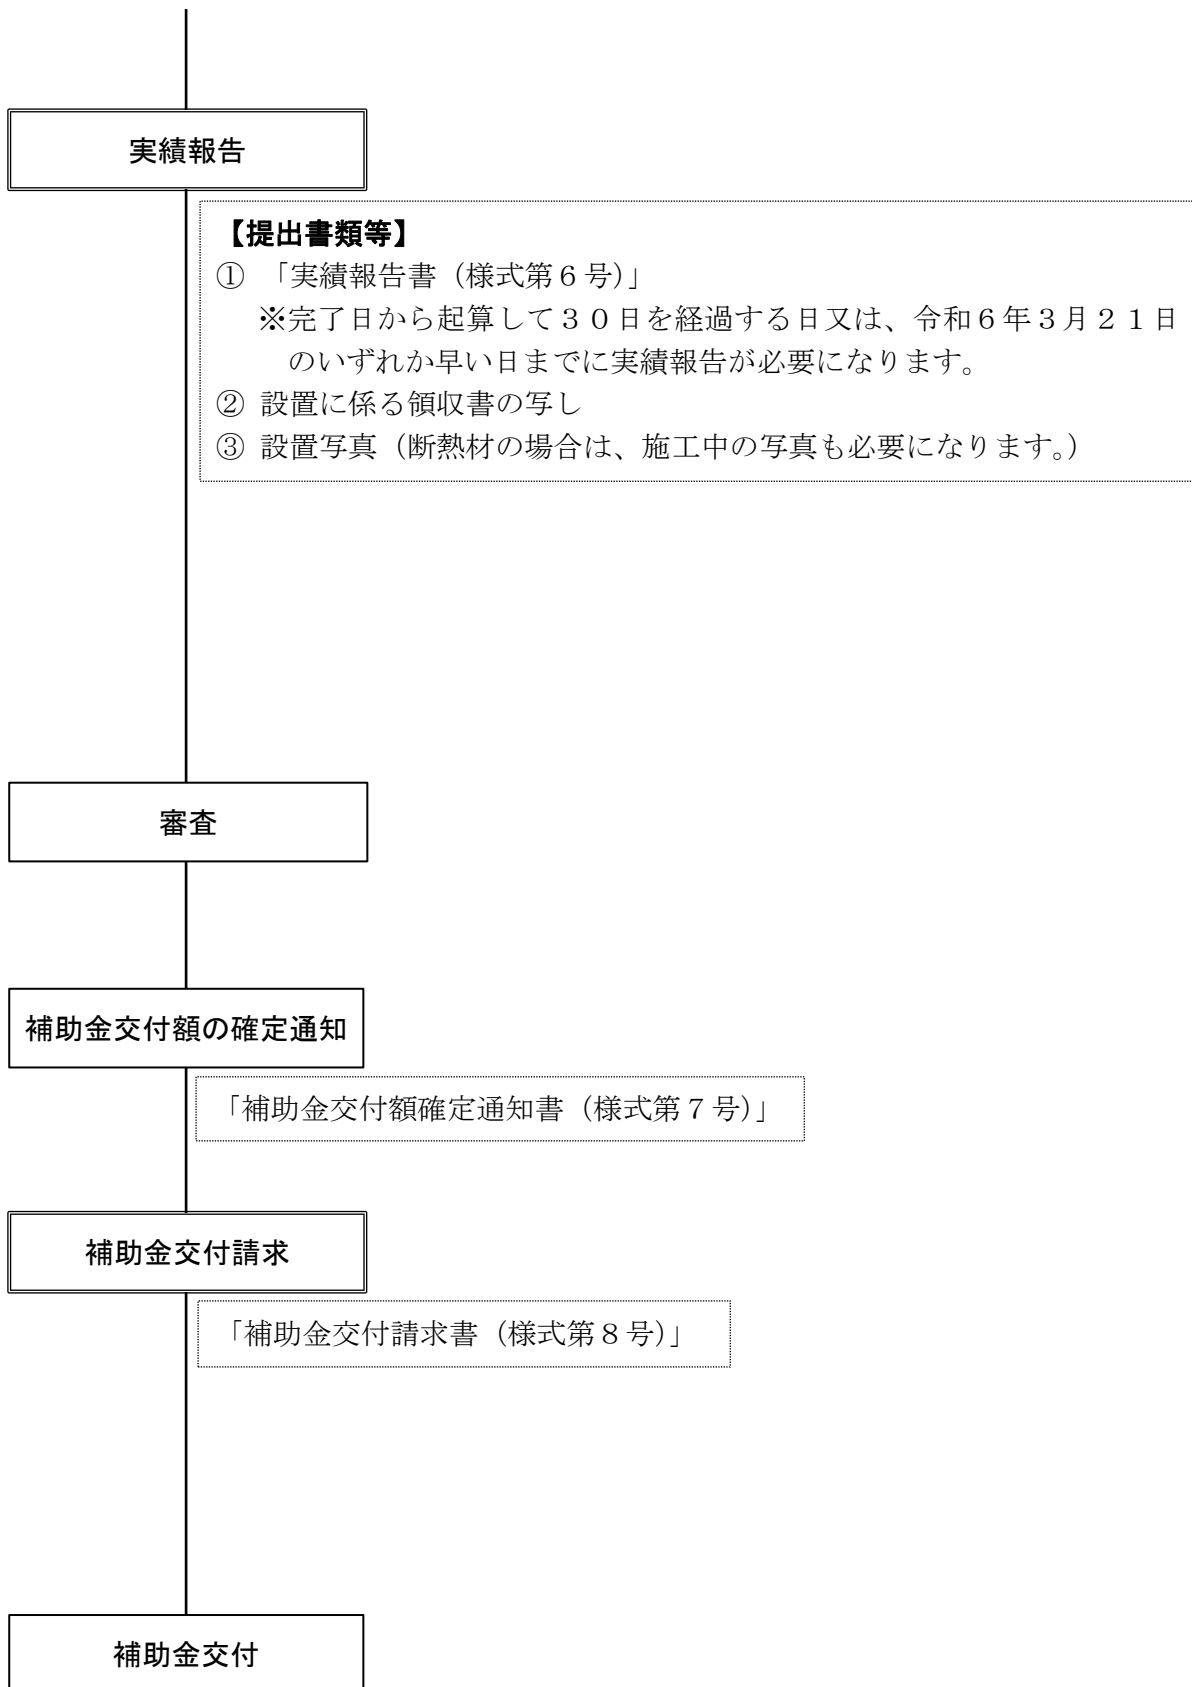 実績報告
【提出書類等】
① 「実績報告書（様式第６号）」
※完了日から起算して３０日を経過する日又は、令和６年３月２１日
のいずれか早い日までに実績報告が必要になります。
② 設置に係る領収書の写し
③ 設置写真（断熱材の場合は、施工中の写真も必要になります。）
審査
補助金交付額の確定通知
「補助金交付額確定通知書（様式第７号）」
補助金交付請求
「補助金交付請求書（様式第８号）」
補助金交付